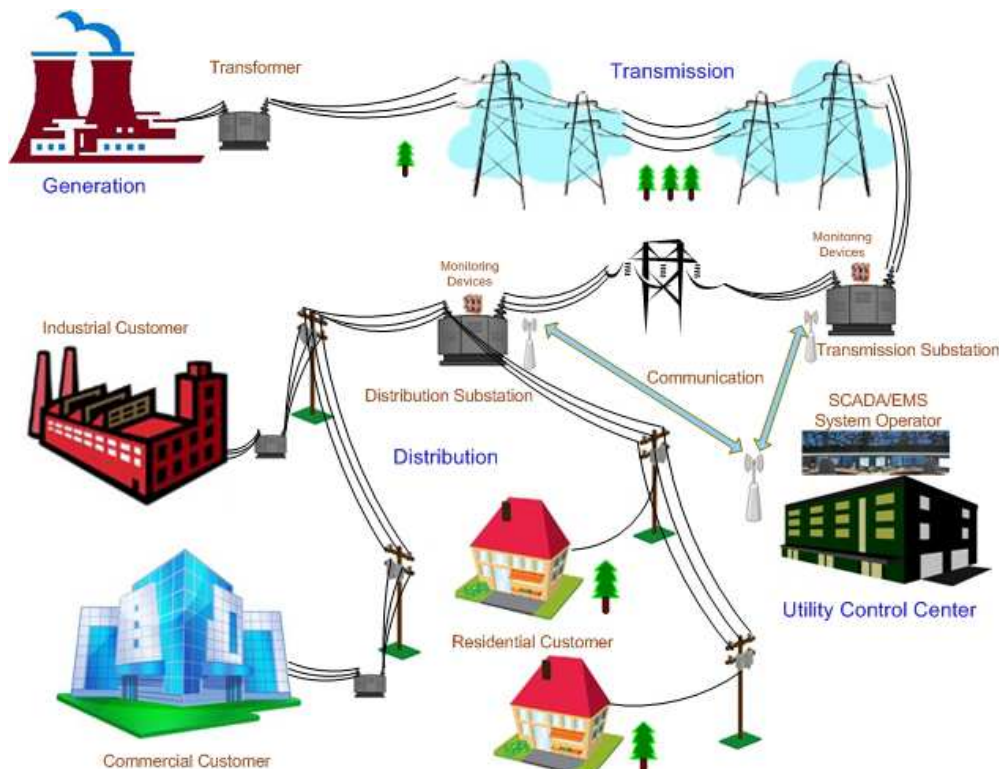 Transformer
Transmission
Generation
Monitoring
Devices
Monitoring
Devices
Industrial Customer
Transmission Substation
Communication
Distribution Substation
SCADA/EMS
System Operator
Distribution
Utility Control Center
Residential Customer
Commercial Customer